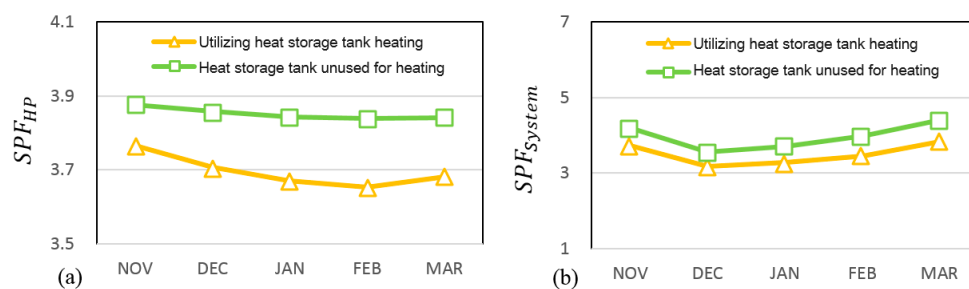 4.1
3.9
3.7
3.5
SPF_HP
Utilizing heat storage tank heating
Heat storage tank unused for heating
NOV DEC JAN FEB MAR
(a)
7
5
3
1
SPF_System
Utilizing heat storage tank heating
Heat storage tank unused for heating
NOV DEC JAN FEB MAR
(b)